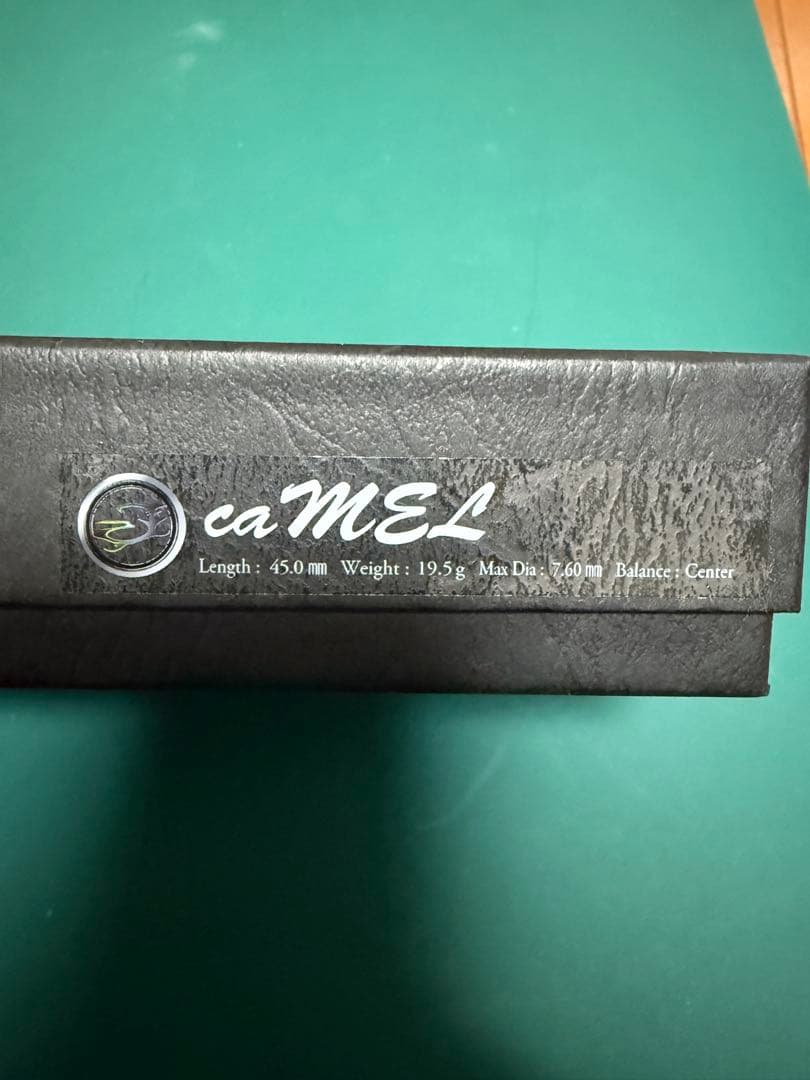 caMEL
Length : 45.0 ㎜ Weight : 19.5 g Max Dia : 7.60 ㎜ Balance : Center